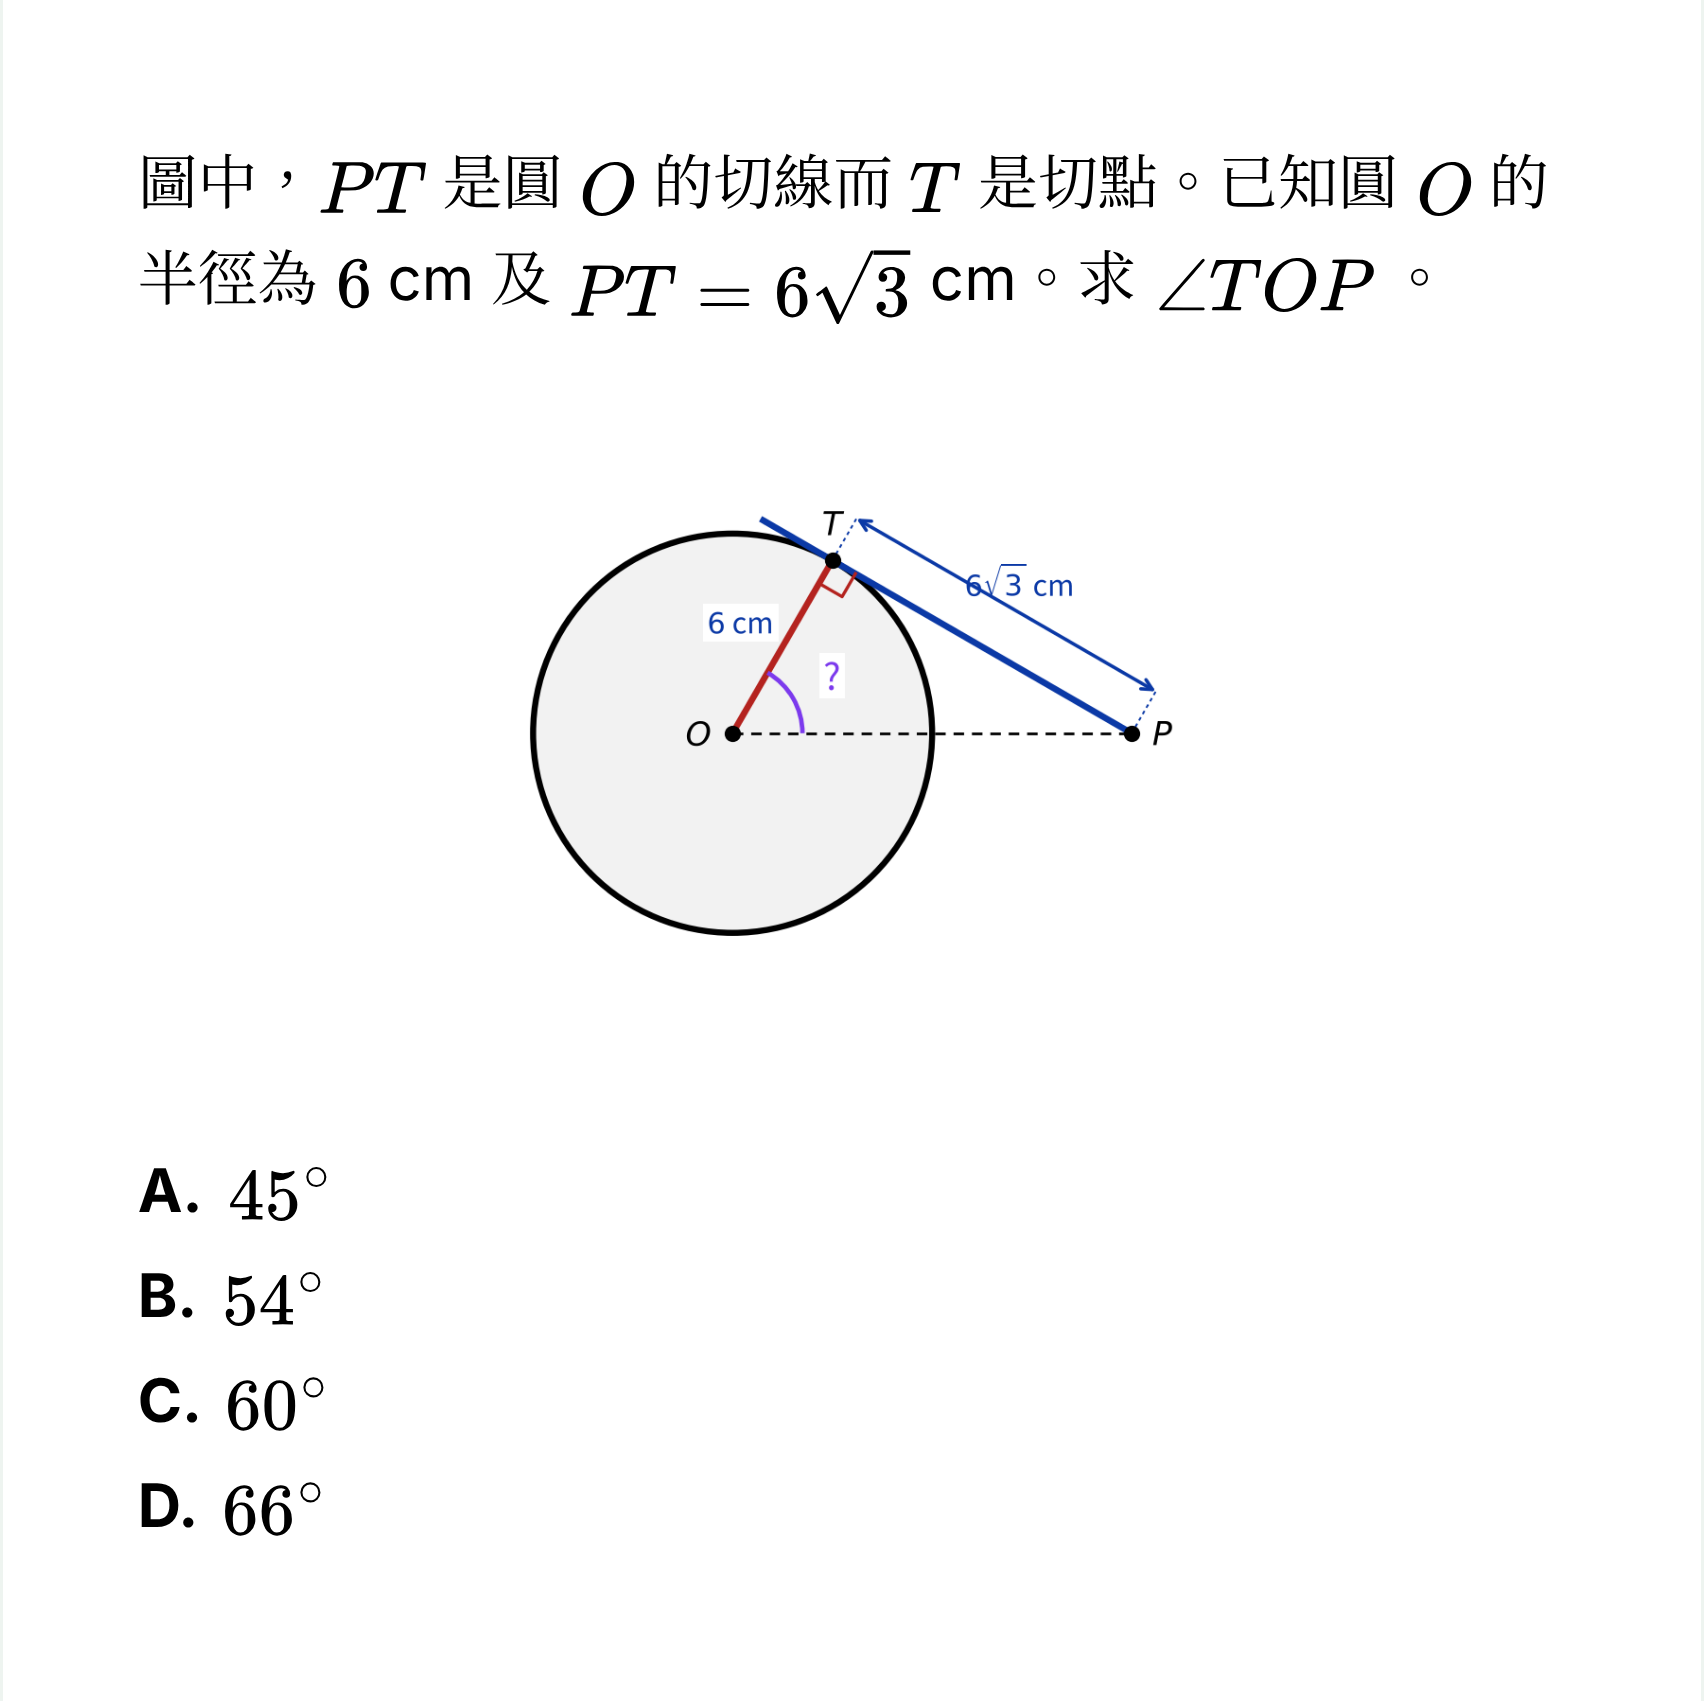 圖中，PT 是圓 O 的切線而 T 是切點。已知圓 O 的
半徑為 6 cm 及 PT = 6√3 cm。求 ∠TOP 。
T
6√3 cm
6 cm
?
O
P
A. 45°
B. 54°
C. 60°
D. 66°